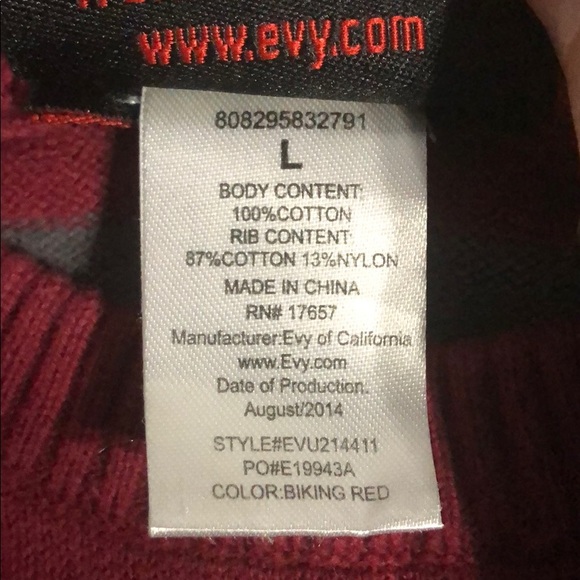 www.evy.com
808295832791
L
BODY CONTENT:
100%COTTON
RIB CONTENT:
87%COTTON 13%NYLON
MADE IN CHINA
RN# 17657
Manufacturer:Evy of California
www.Evy.com
Date of Production.
August/2014
STYLE#EVU214411
PO#E19943A
COLOR:BIKING RED